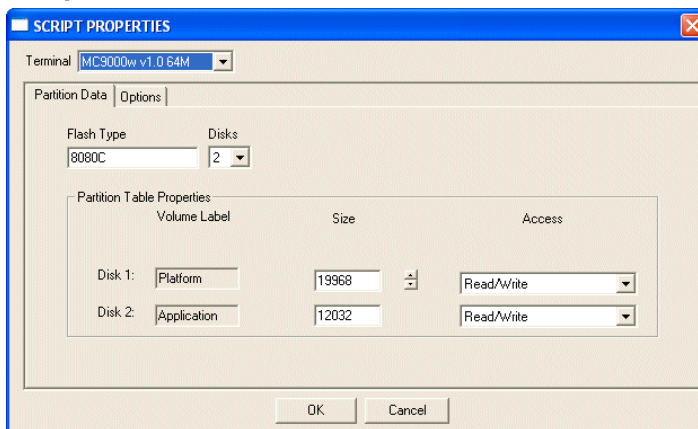 SCRIPT PROPERTIES
Terminal MC9000w v1.0 64M
Partition Data Options
Flash Type Disks
8080C 2
Partition Table Properties
Volume Label Size Access
Disk 1: Platform 19968 Read/Write
Disk 2: Application 12032 Read/Write
OK Cancel